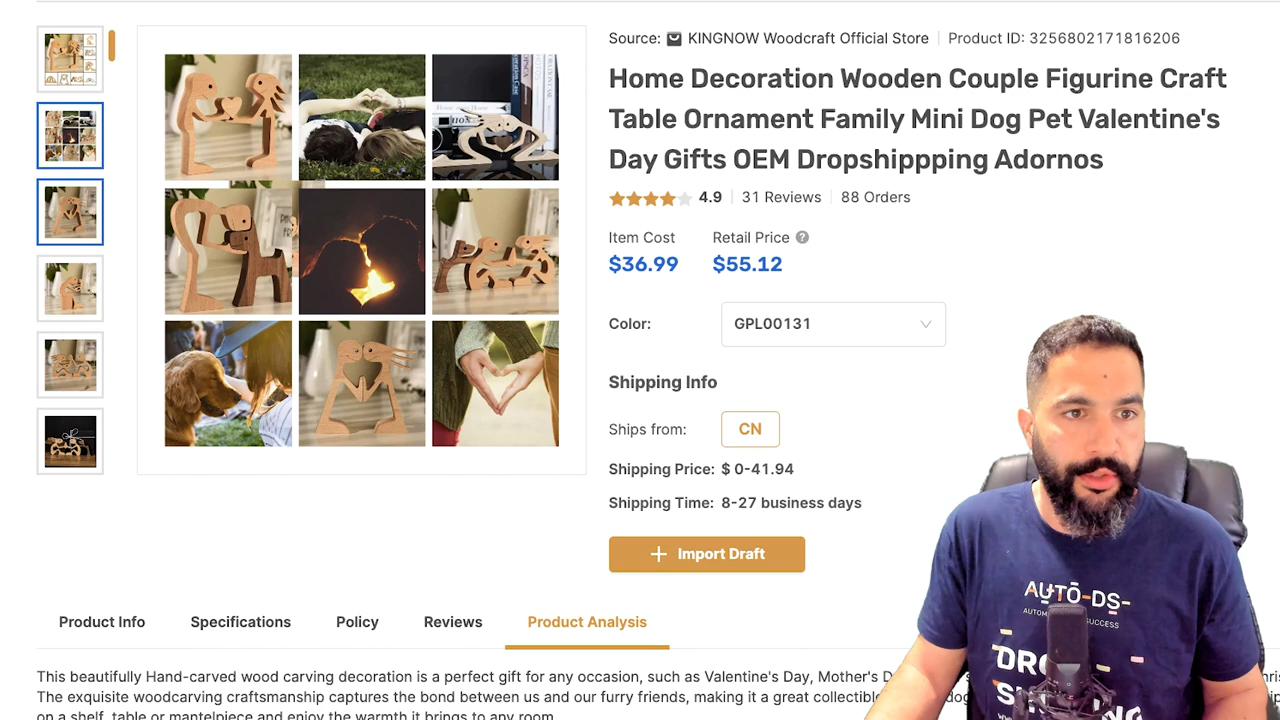 Source: KINGNOW Woodcraft Official Store Product ID: 3256802171816206
Home Decoration Wooden Couple Figurine Craft
Table Ornament Family Mini Dog Pet Valentine's
Day Gifts OEM Dropshippping Adornos
4.9 31 Reviews 88 Orders
Item Cost Retail Price ?
$36.99 $55.12
Color: GPL00131
Shipping Info
Ships from: CN
Shipping Price: $ 0-41.94
Shipping Time: 8-27 business days
+ Import Draft
AUTO-DS-
Product Info Specifications Policy Reviews Product Analysis
This beautifully Hand-carved wood carving decoration is a perfect gift for any occasion, such as Valentine's Day, Mother's
The exquisite woodcarving craftsmanship captures the bond between us and our furry friends, making it a great
on a shelf, table or mantelpiece and enjoy the warmth it brings to any room.